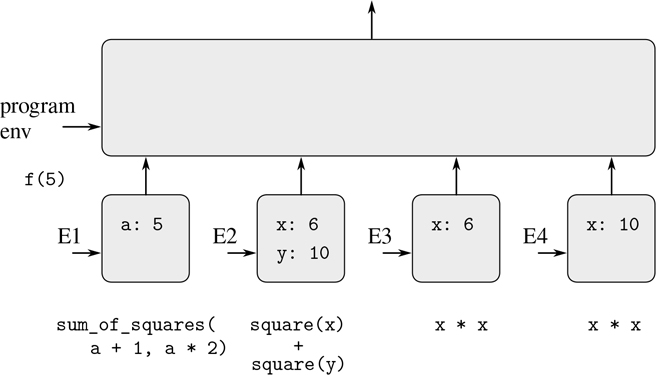 program
env
f(5)
E1
a: 5
E2
x: 6
y: 10
E3
x: 6
E4
x: 10
sum_of_squares(
a + 1, a * 2)
square(x)
+
square(y)
x * x
x * x